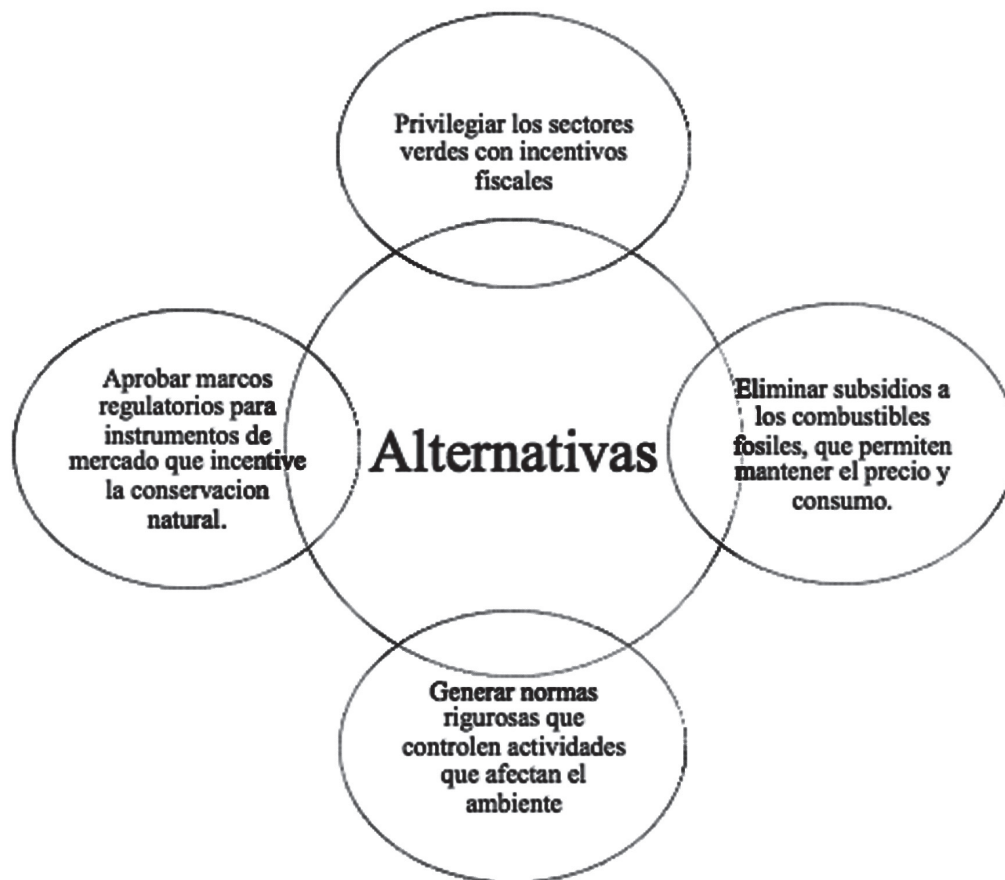 Privilegiar los sectores
verdes con incentivos
fiscales
Aprobar marcos
regulatorios para
instrumentos de
mercado que incentive
la conservacion
natural.
Alternativas
Eliminar subsidios a
los combustibles
fosiles, que permiten
mantener el precio y
consumo.
Generar normas
rigurosas que
controlen actividades
que afectan el
ambiente